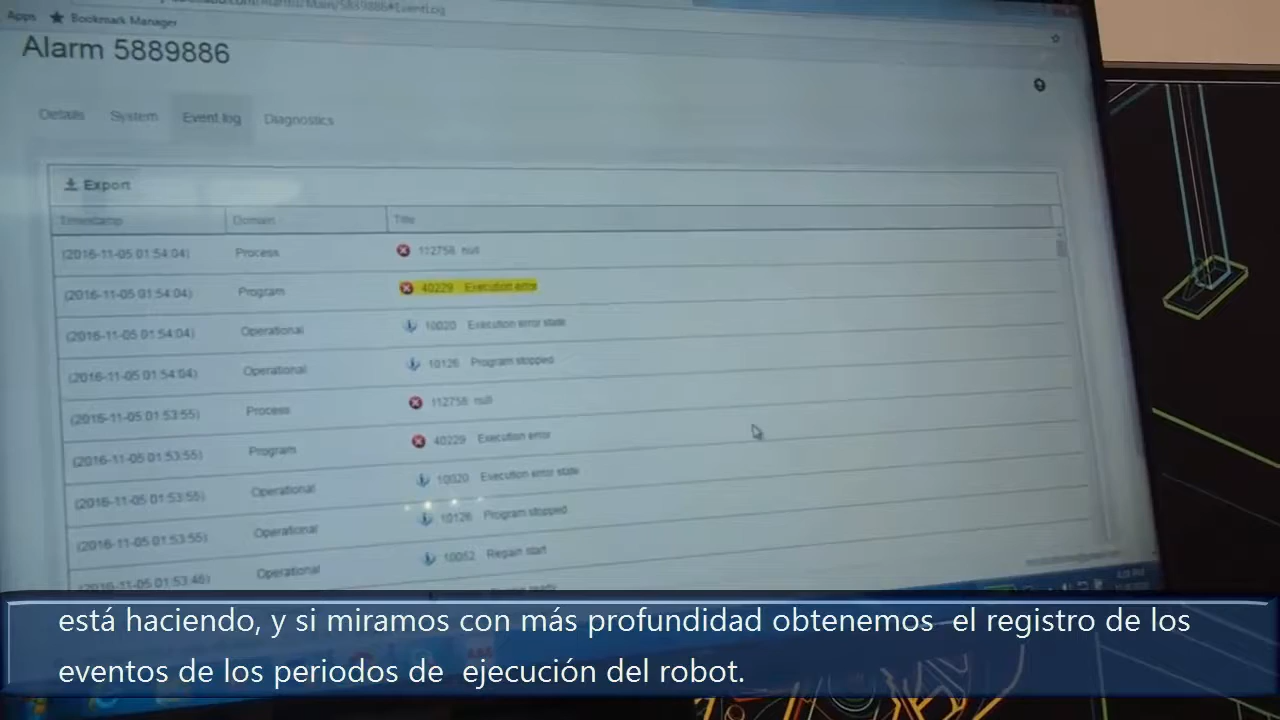 Apps Bookmark Manager
Alarm 5889886
Details System Event log Diagnostics
Export
Timestamp Domain Title
(2016-11-05 01:54:04) Process 112758 null
(2016-11-05 01:54:04) Program 40229 Execution error
(2016-11-05 01:54:04) Operational 10020 Execution error state
(2016-11-05 01:54:04) Operational 10126 Program stopped
(2016-11-05 01:53:55) Process 112758 null
(2016-11-05 01:53:55) Program 40229 Execution error
(2016-11-05 01:53:55) Operational 10020 Execution error state
(2016-11-05 01:53:55) Operational 10126 Program stopped
(2016-11-05 01:53:46) Operational 10052 Regain start
está haciendo, y si miramos con más profundidad obtenemos el registro de los
eventos de los periodos de ejecución del robot.